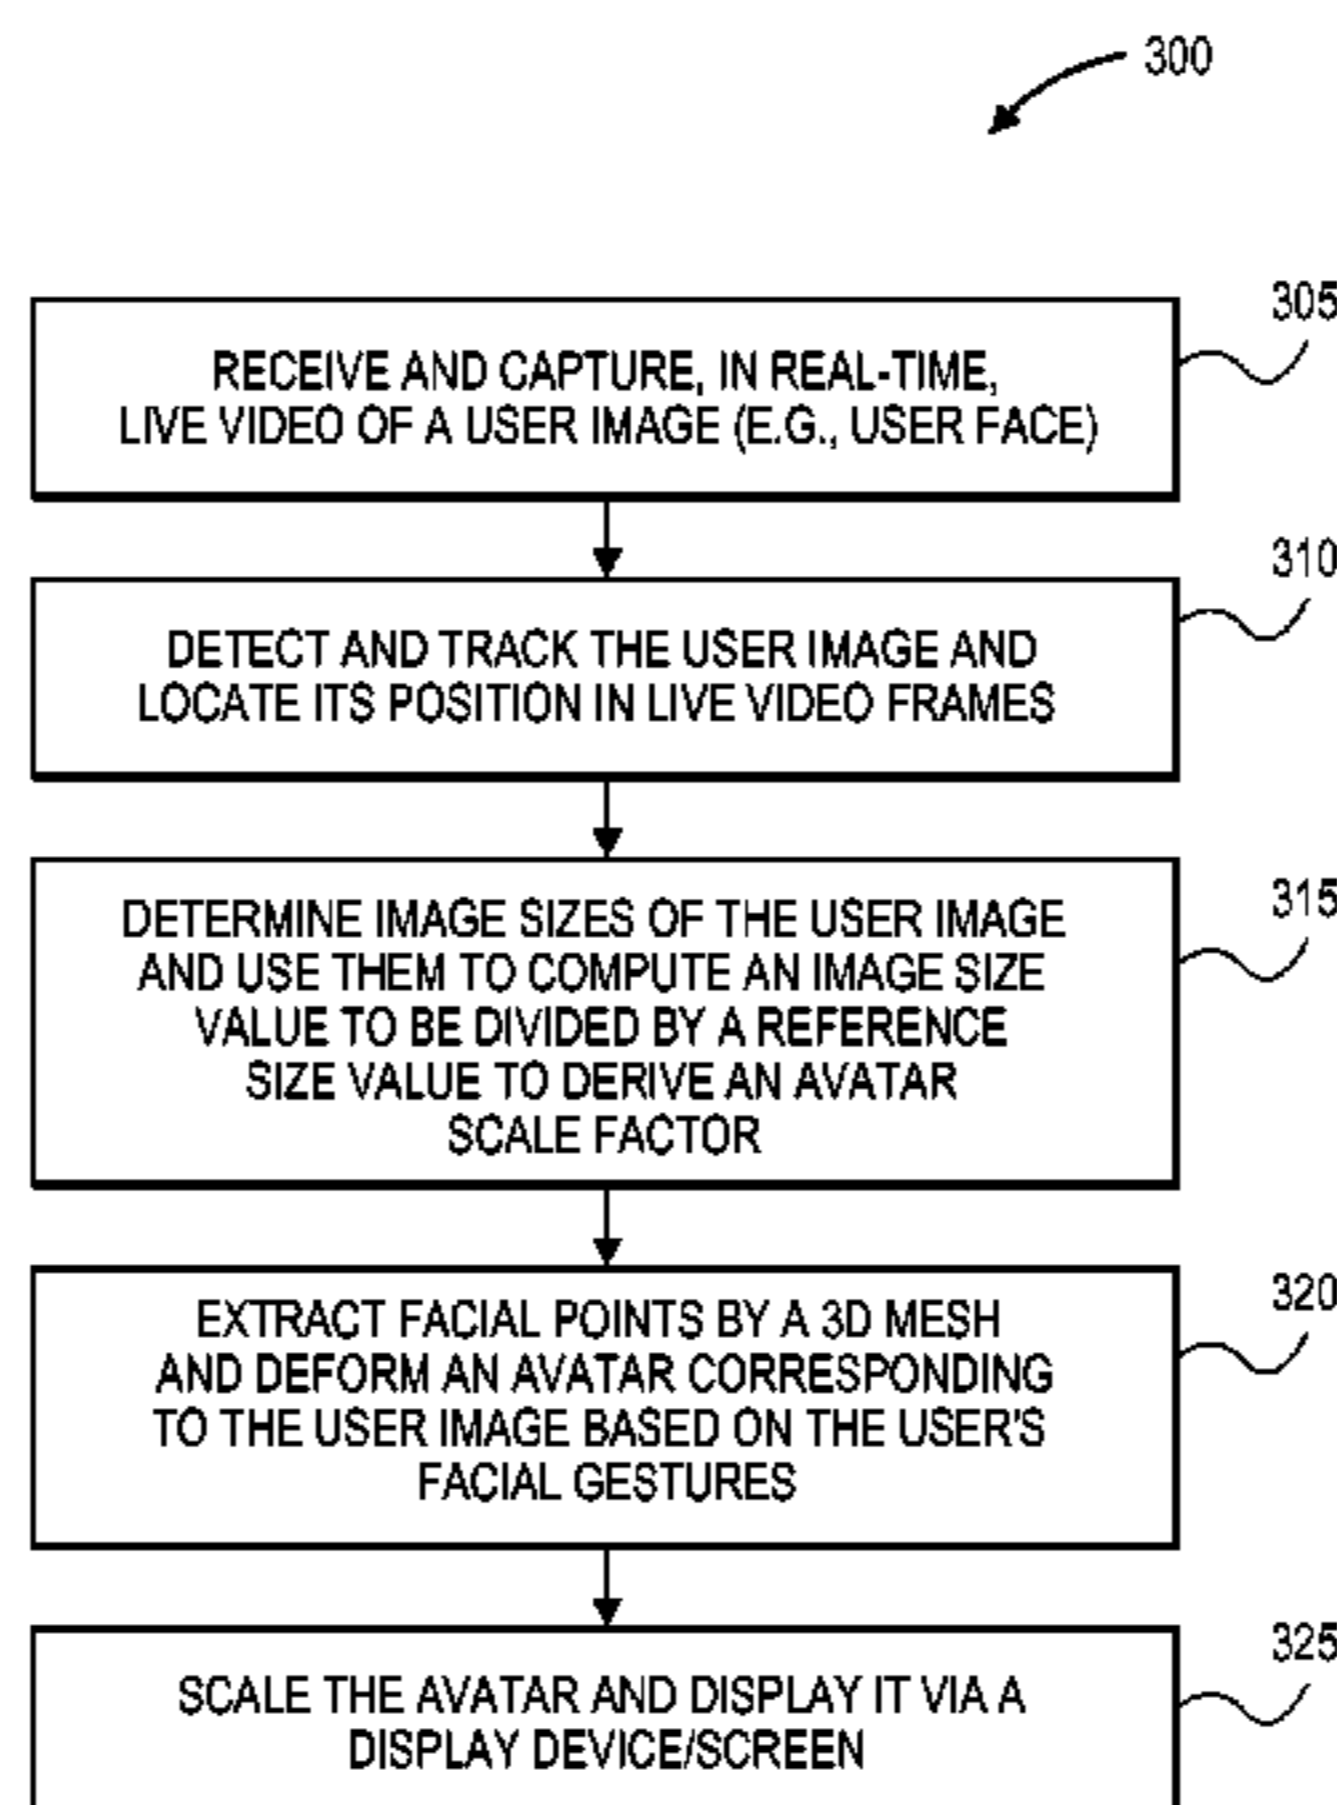 300
305
RECEIVE AND CAPTURE, IN REAL-TIME,
LIVE VIDEO OF A USER IMAGE (E.G., USER FACE)
310
DETECT AND TRACK THE USER IMAGE AND
LOCATE ITS POSITION IN LIVE VIDEO FRAMES
315
DETERMINE IMAGE SIZES OF THE USER IMAGE
AND USE THEM TO COMPUTE AN IMAGE SIZE
VALUE TO BE DIVIDED BY A REFERENCE
SIZE VALUE TO DERIVE AN AVATAR
SCALE FACTOR
320
EXTRACT FACIAL POINTS BY A 3D MESH
AND DEFORM AN AVATAR CORRESPONDING
TO THE USER IMAGE BASED ON THE USER'S
FACIAL GESTURES
325
SCALE THE AVATAR AND DISPLAY IT VIA A
DISPLAY DEVICE/SCREEN